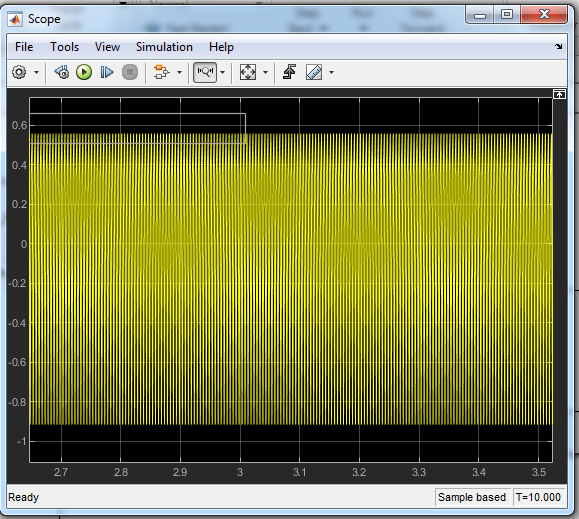 Scope
File Tools View Simulation Help
0.6
0.4
0.2
0
-0.2
-0.4
-0.6
-0.8
-1
2.7 2.8 2.9 3 3.1 3.2 3.3 3.4 3.5
Ready Sample based T=10.000